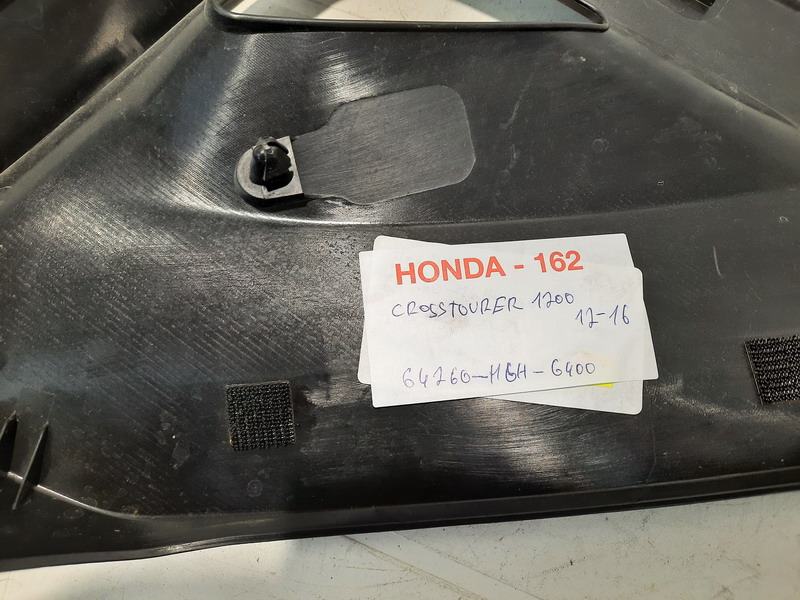 HONDA - 162
CROSSTOURER 1200
12-16
64260-MGH-G400